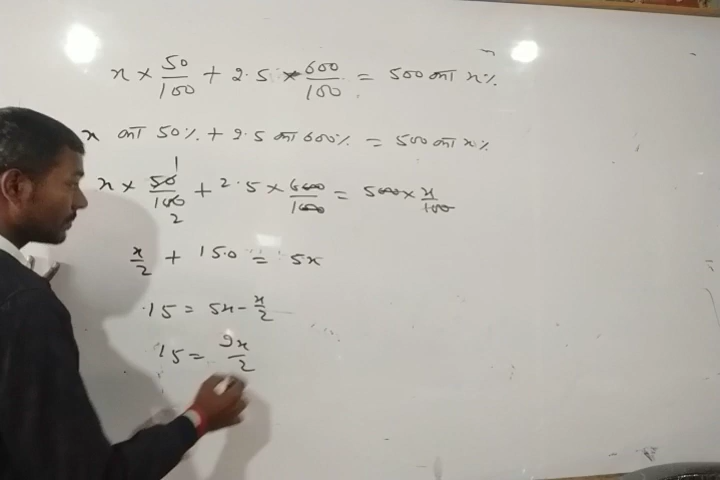 x × 50/100 + 2.5 × 600/100 = 500 का x%
x का 50% + 2.5 का 600% = 500 का x%
x × 50/100 1/2 + 2.5 × 600/100 = 500 × x/100
x/2 + 15.0 = 5x
15 = 5x - x/2
15 = 9x/2